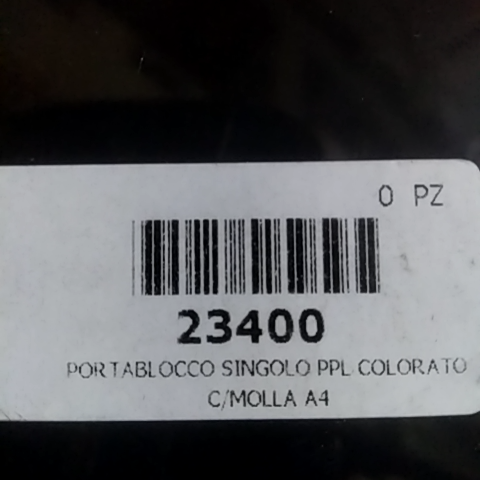 0 PZ
23400
PORTABLOCCO SINGOLO PPL COLORATO
C/MOLLA A4